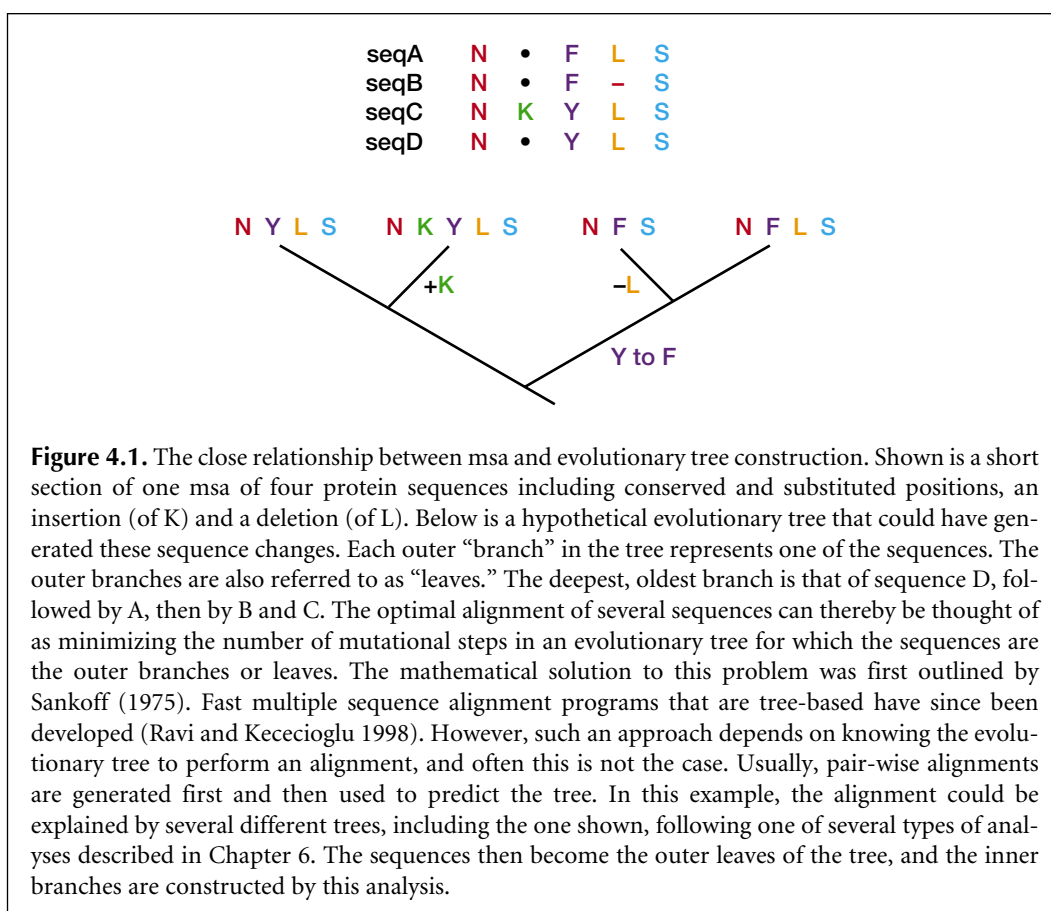 seqA N • F L S
seqB N • F – S
seqC N K Y L S
seqD N • Y L S
N Y L S N K Y L S N F S N F L S
+K –L
Y to F
Figure 4.1. The close relationship between msa and evolutionary tree construction. Shown is a short
section of one msa of four protein sequences including conserved and substituted positions, an
insertion (of K) and a deletion (of L). Below is a hypothetical evolutionary tree that could have gen-
erated these sequence changes. Each outer “branch” in the tree represents one of the sequences. The
outer branches are also referred to as “leaves.” The deepest, oldest branch is that of sequence D, fol-
lowed by A, then by B and C. The optimal alignment of several sequences can thereby be thought of
as minimizing the number of mutational steps in an evolutionary tree for which the sequences are
the outer branches or leaves. The mathematical solution to this problem was first outlined by
Sankoff (1975). Fast multiple sequence alignment programs that are tree-based have since been
developed (Ravi and Kececioglu 1998). However, such an approach depends on knowing the evolu-
tionary tree to perform an alignment, and often this is not the case. Usually, pair-wise alignments
are generated first and then used to predict the tree. In this example, the alignment could be
explained by several different trees, including the one shown, following one of several types of anal-
yses described in Chapter 6. The sequences then become the outer leaves of the tree, and the inner
branches are constructed by this analysis.